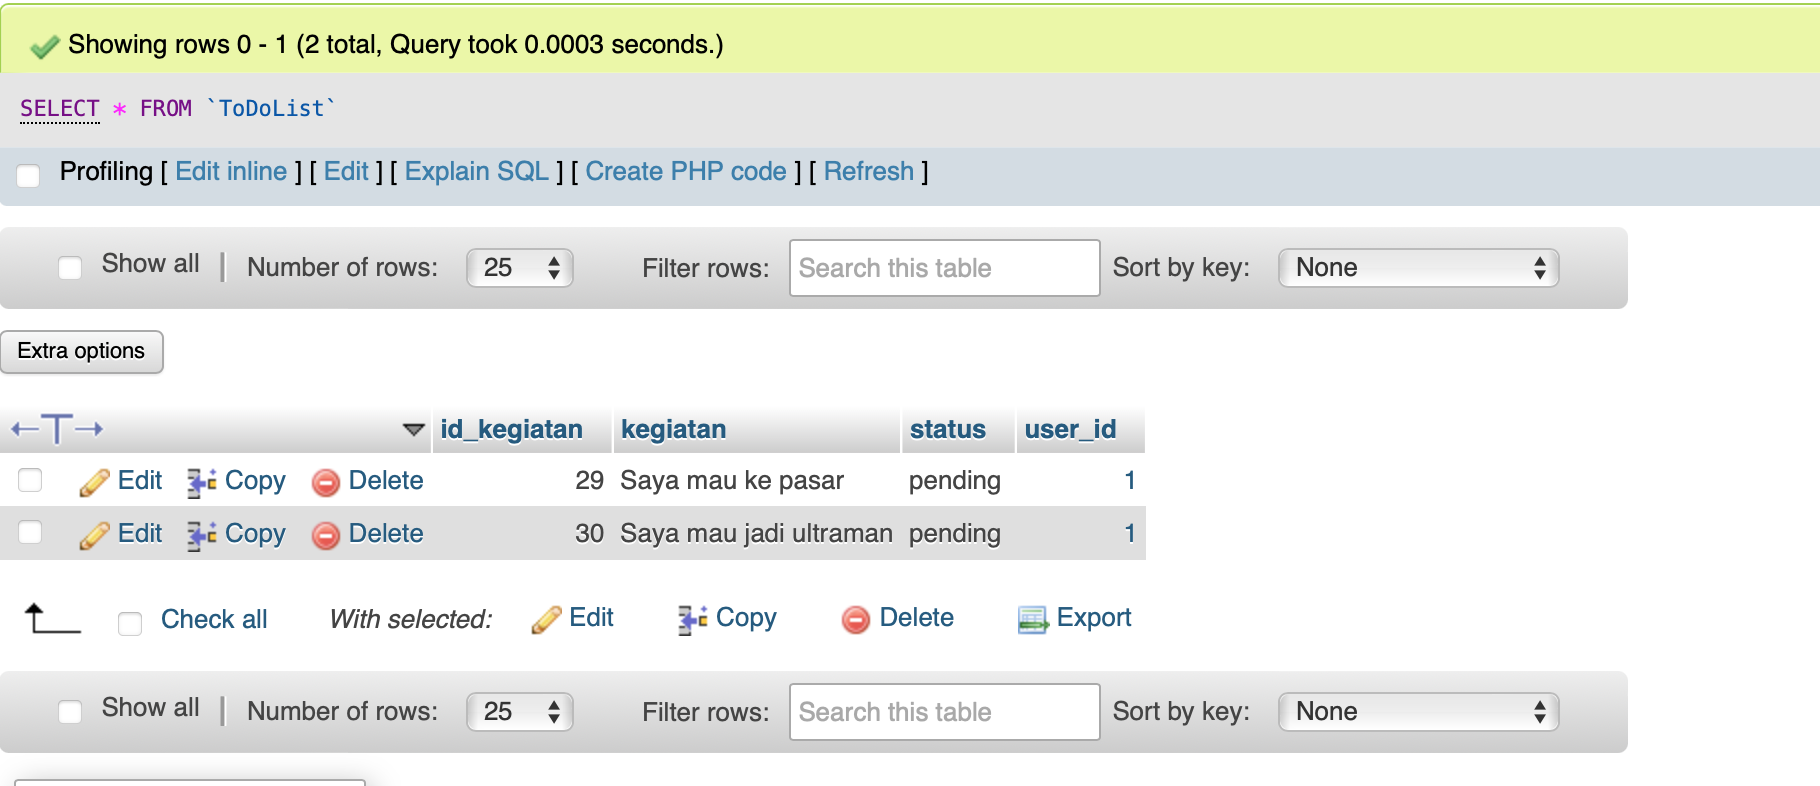 Showing rows 0 - 1 (2 total, Query took 0.0003 seconds.)
SELECT * FROM `ToDoList`
Profiling [ Edit inline ] [ Edit ] [ Explain SQL ] [ Create PHP code ] [ Refresh ]
Show all | Number of rows: 25 Filter rows: Search this table Sort by key: None
Extra options
←T→ id_kegiatan kegiatan status user_id
Edit Copy Delete 29 Saya mau ke pasar pending 1
Edit Copy Delete 30 Saya mau jadi ultraman pending 1
Check all With selected: Edit Copy Delete Export
Show all | Number of rows: 25 Filter rows: Search this table Sort by key: None